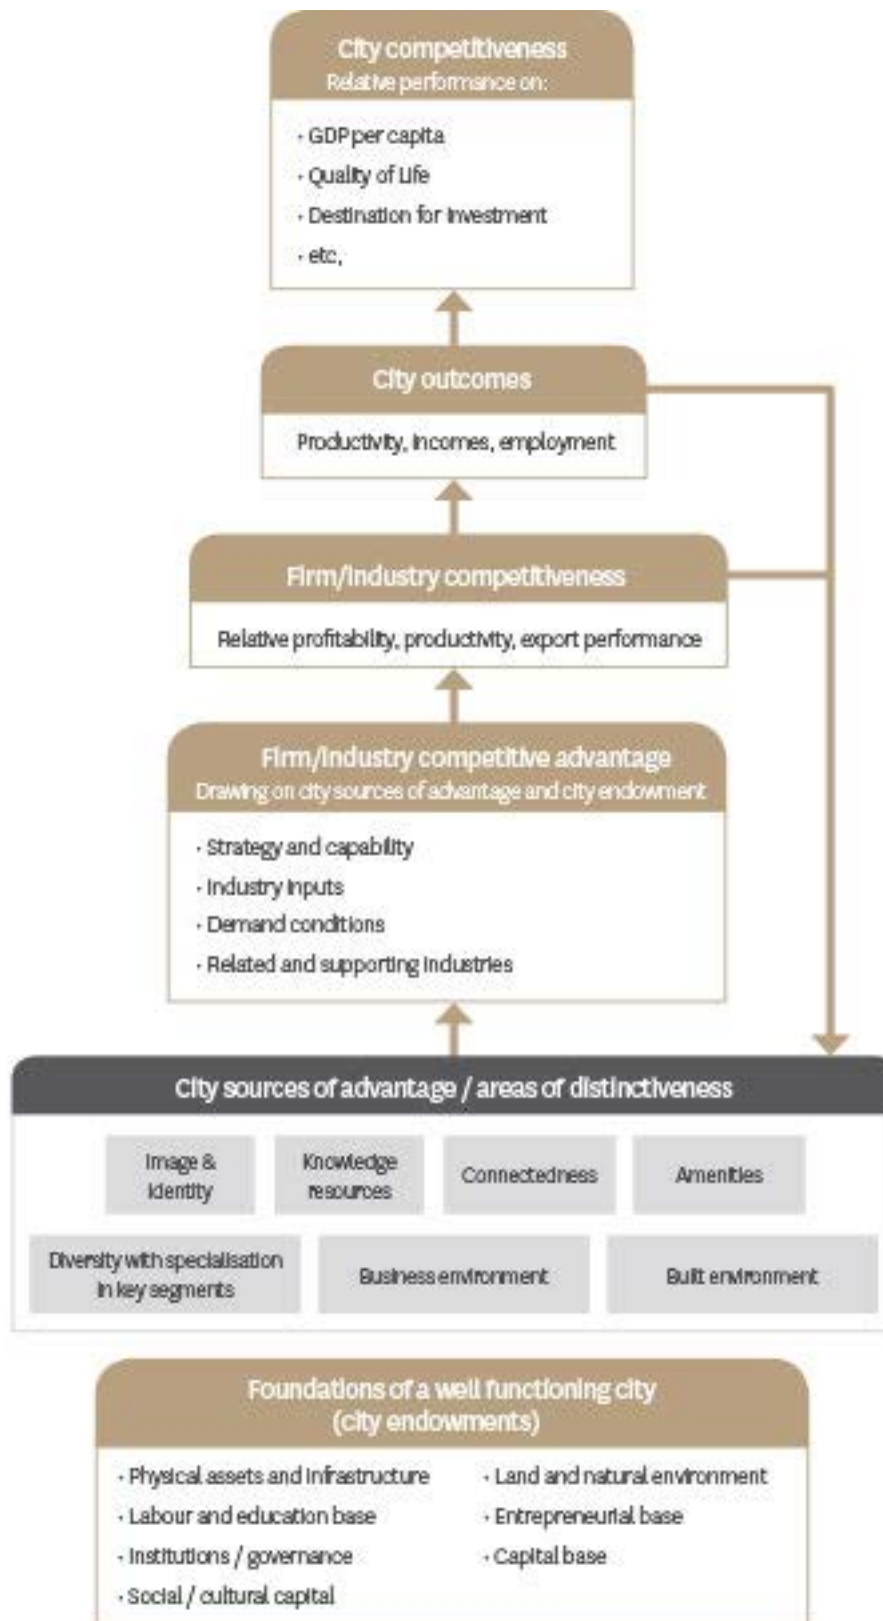 City competitiveness
Relative performance on:
· GDP per capita
· Quality of Life
· Destination for investment
· etc,
City outcomes
Productivity, incomes, employment
Firm/industry competitiveness
Relative profitability, productivity, export performance
Firm/industry competitive advantage
Drawing on city sources of advantage and city endowment
· Strategy and capability
· Industry inputs
· Demand conditions
· Related and supporting industries
City sources of advantage / areas of distinctiveness
Image &
identity
Knowledge
resources
Connectedness
Amenities
Diversity with specialisation
in key segments
Business environment
Built environment
Foundations of a well functioning city
(city endowments)
· Physical assets and infrastructure
· Labour and education base
· Institutions / governance
· Social / cultural capital
· Land and natural environment
· Entrepreneurial base
· Capital base